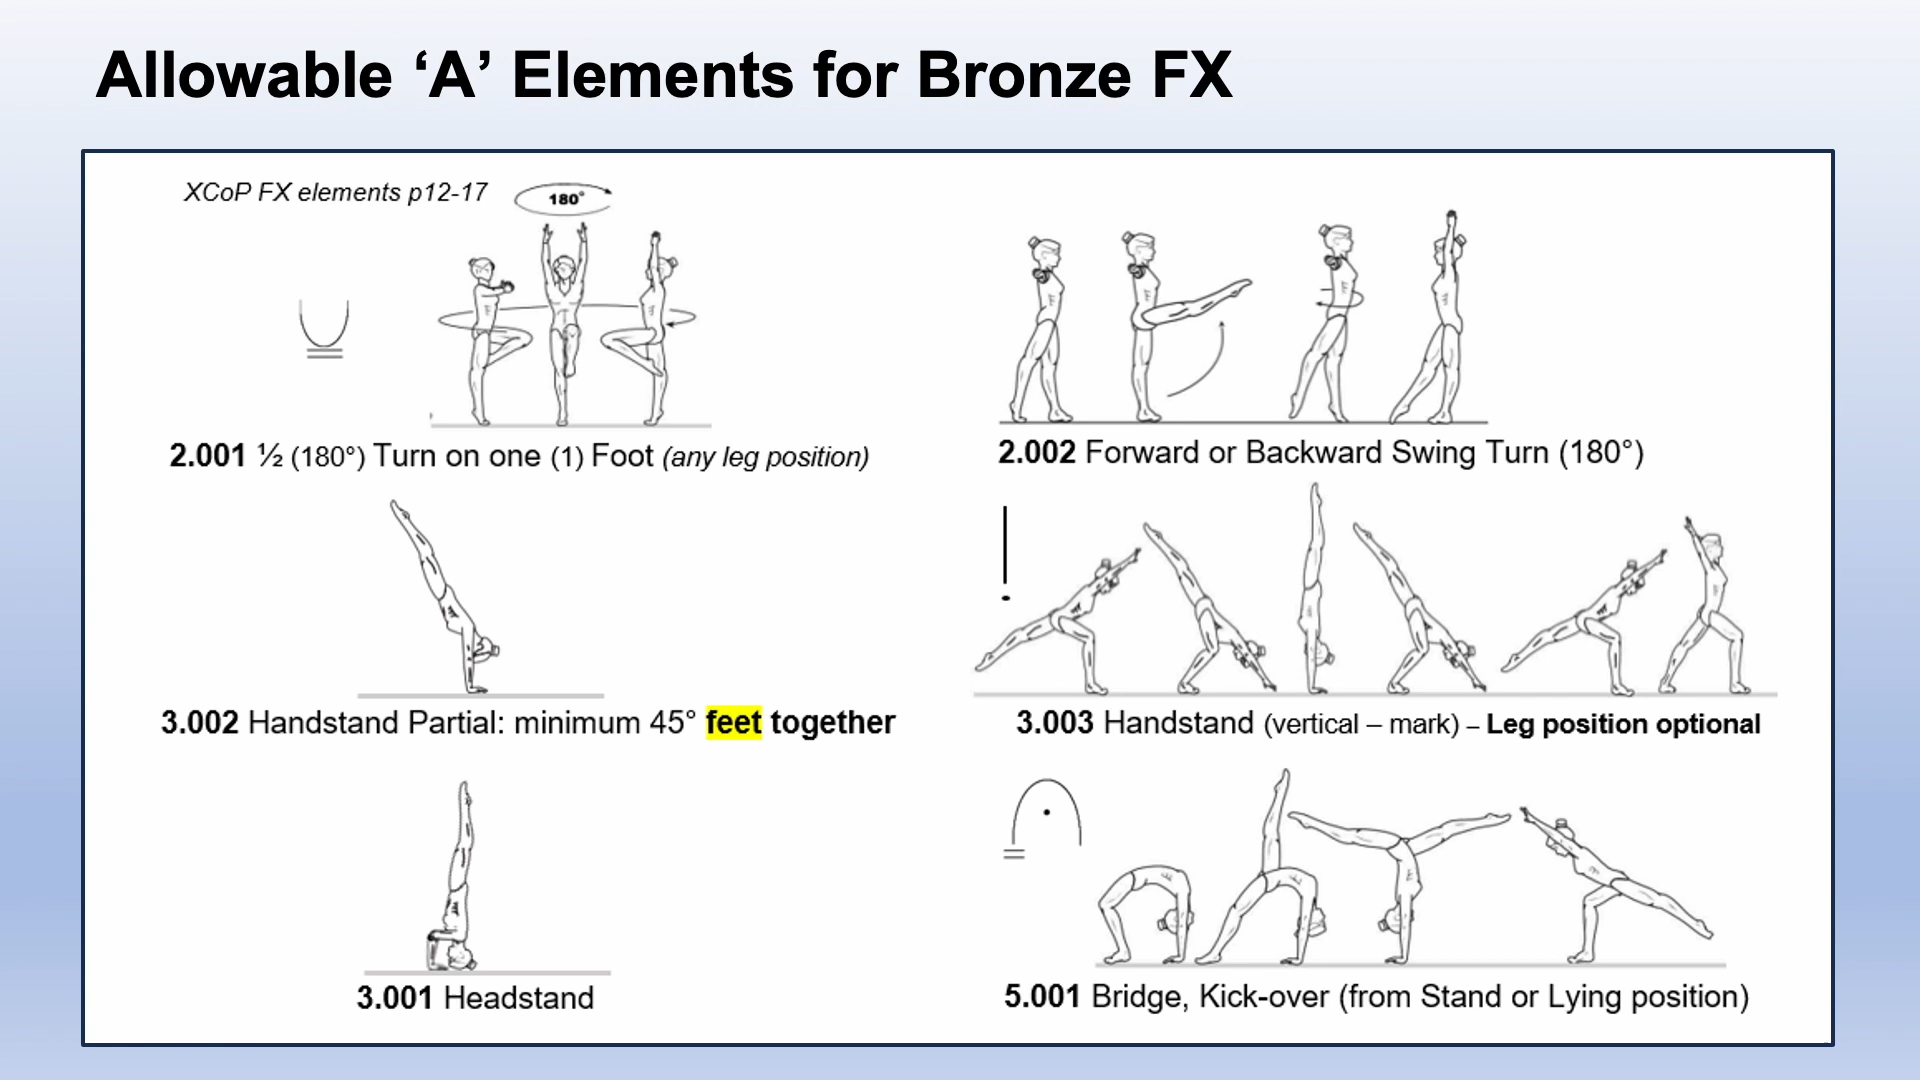 Allowable ‘A’ Elements for Bronze FX
XCoP FX elements p12-17
180°
2.001 ½ (180°) Turn on one (1) Foot (any leg position)
2.002 Forward or Backward Swing Turn (180°)
3.002 Handstand Partial: minimum 45° feet together
3.003 Handstand (vertical – mark) – Leg position optional
3.001 Headstand
5.001 Bridge, Kick-over (from Stand or Lying position)